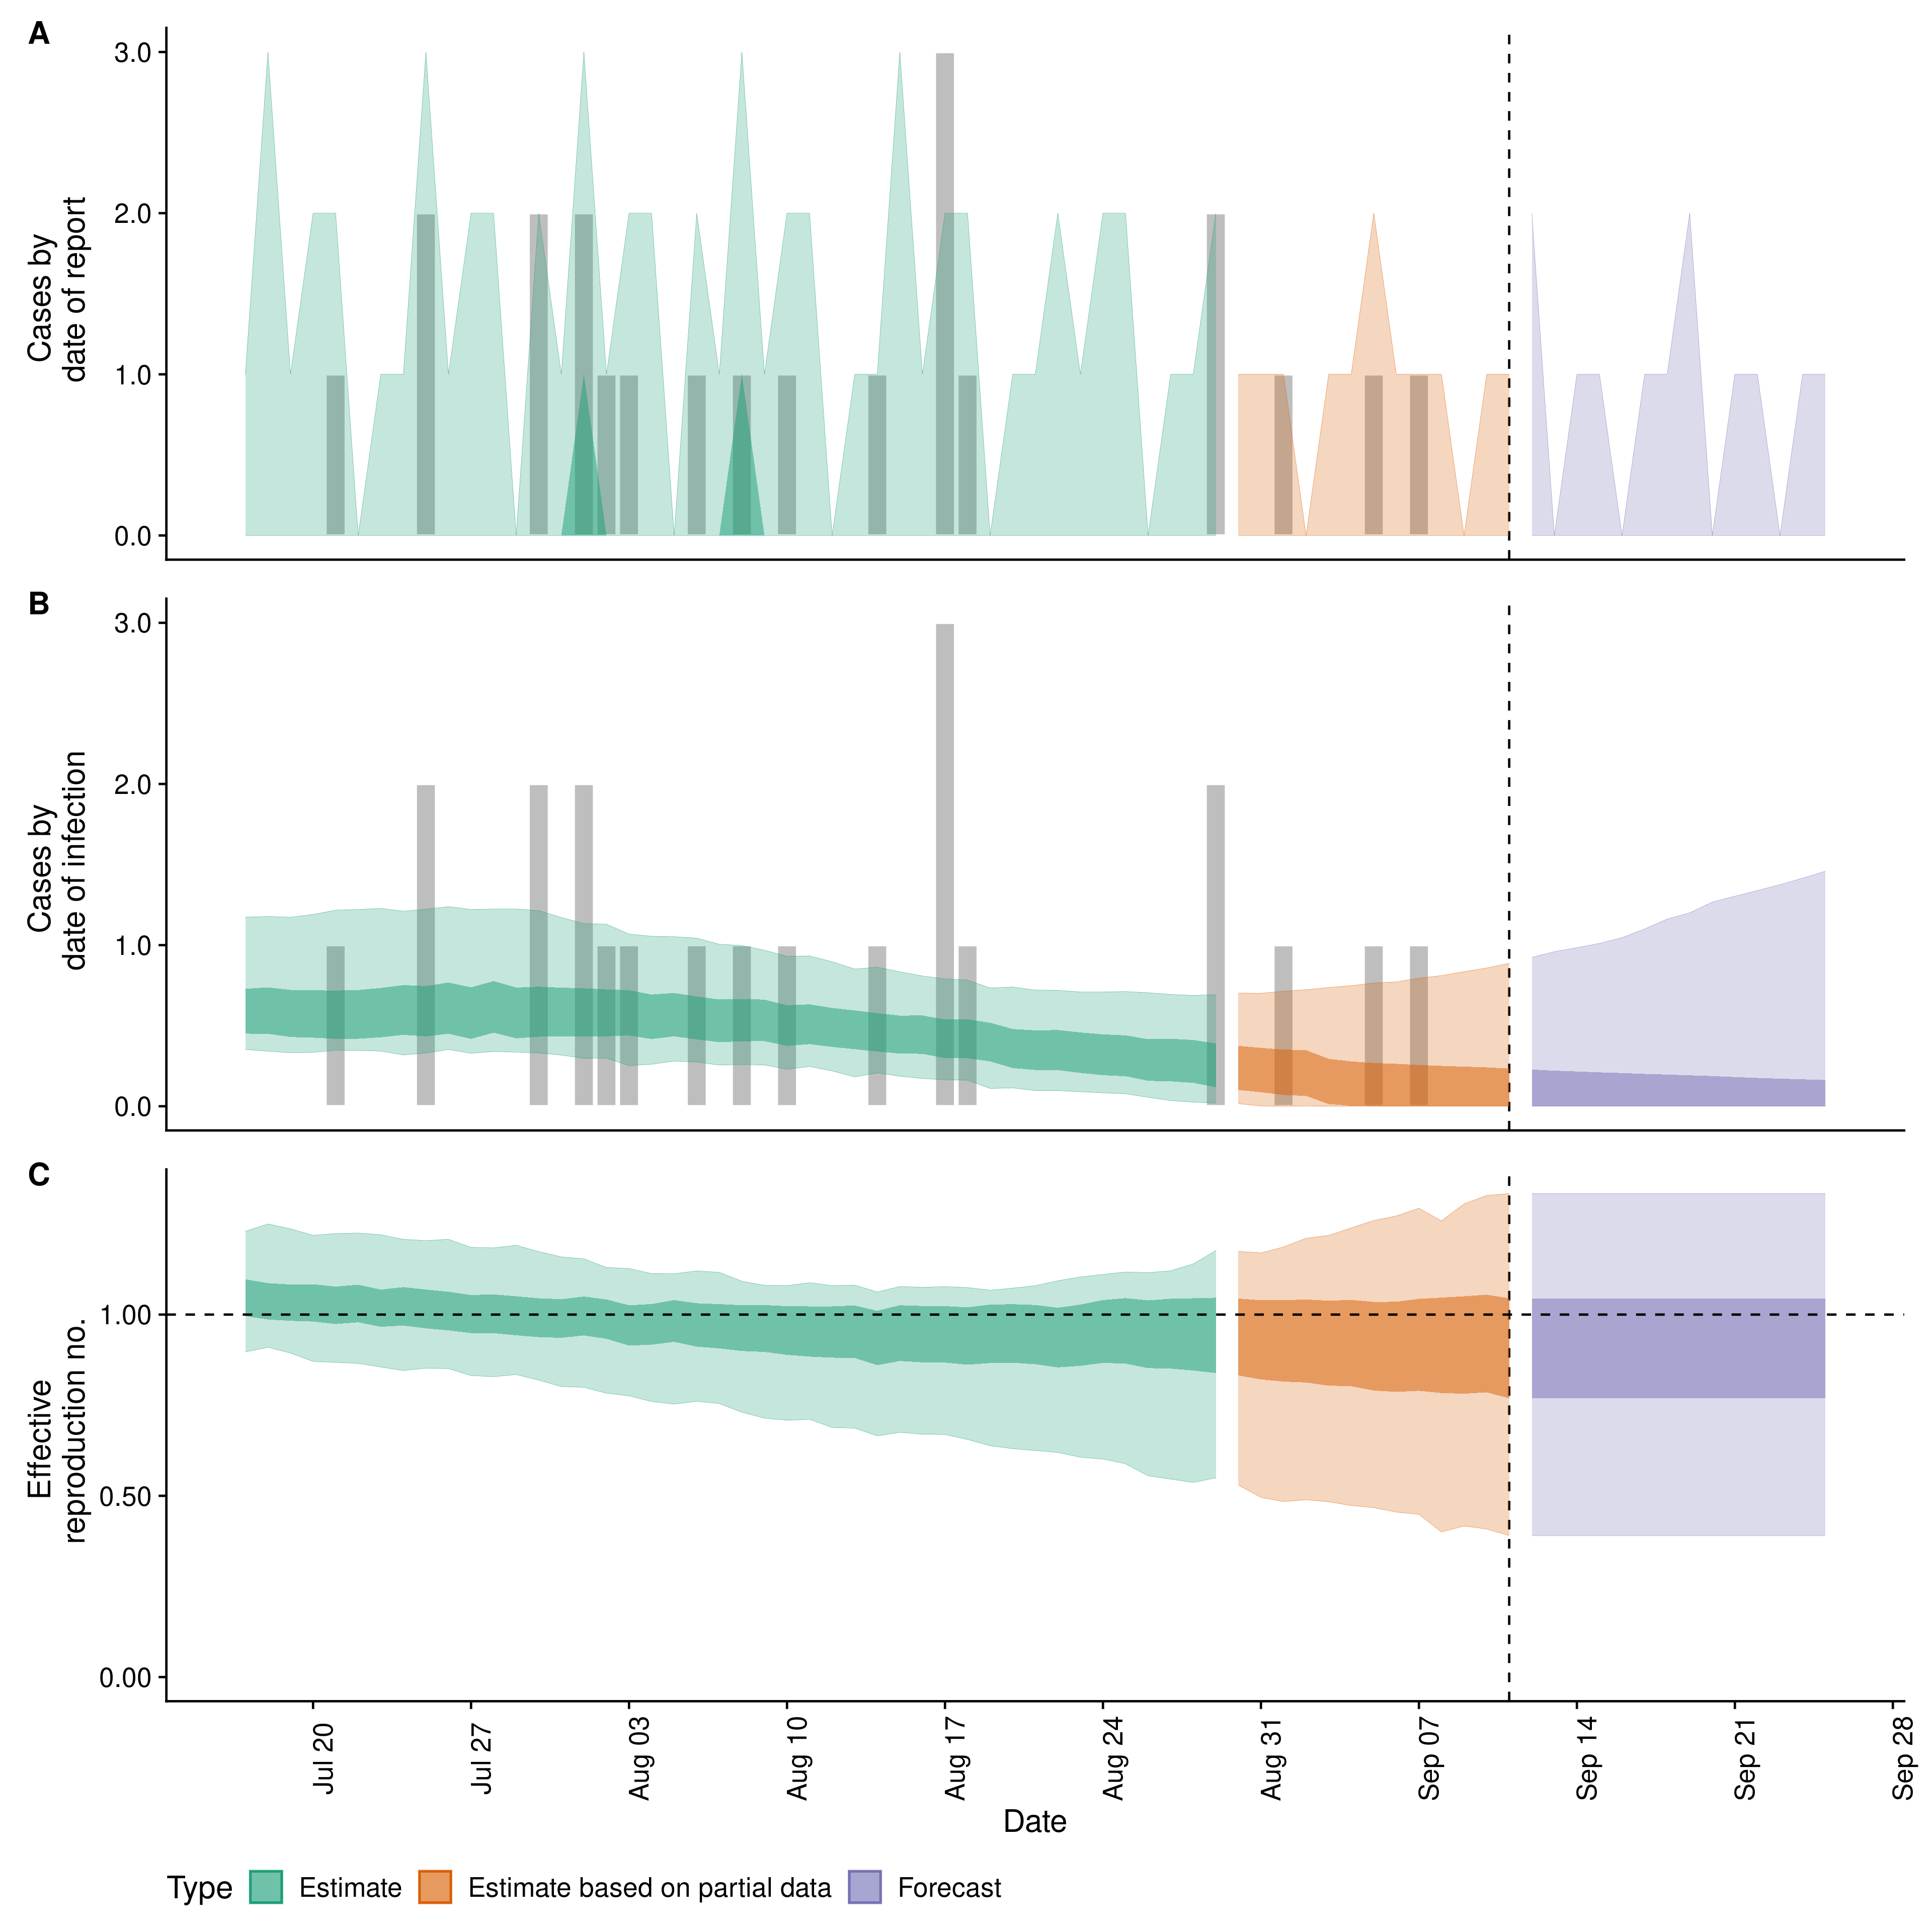 A
3.0
2.0
1.0
0.0
Cases by
date of report
B
3.0
2.0
1.0
0.0
Cases by
date of infection
C
1.00
0.50
0.00
Effective
reproduction no.
Jul 20
Jul 27
Aug 03
Aug 10
Aug 17
Aug 24
Aug 31
Sep 07
Sep 14
Sep 21
Sep 28
Date
Type Estimate Estimate based on partial data Forecast